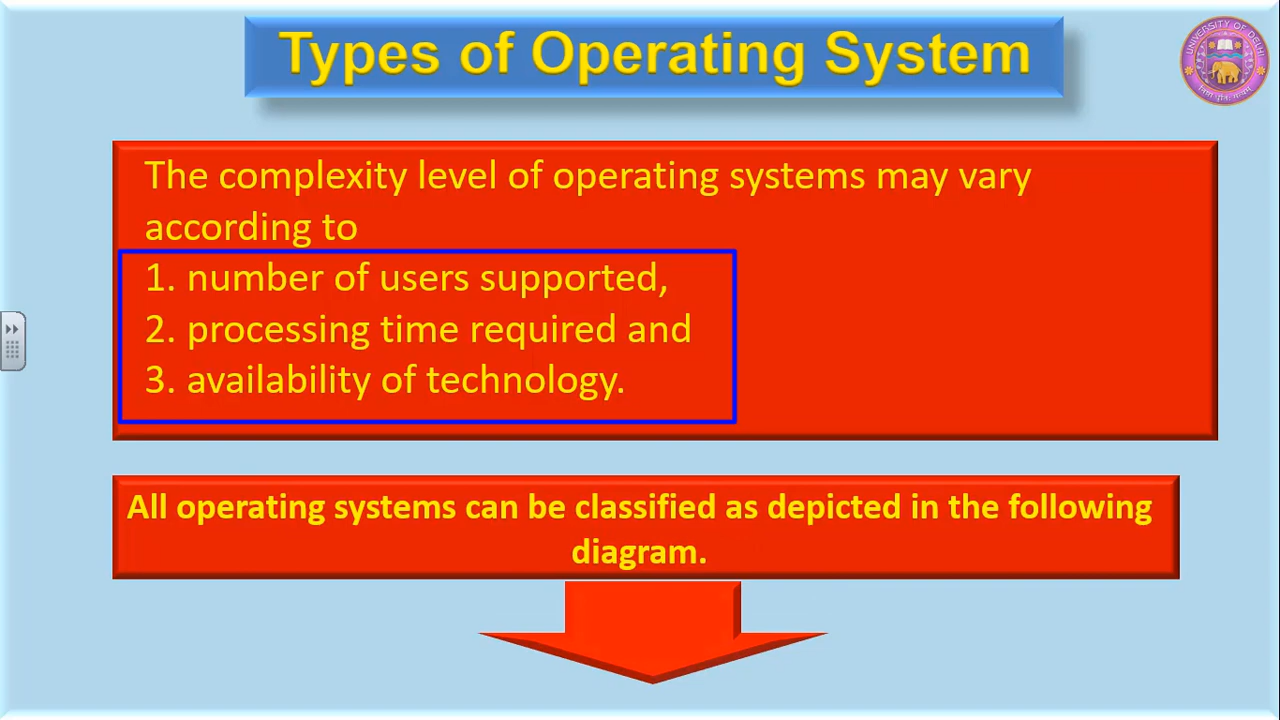 Types of Operating System
UNIVERSITY OF DELHI
The complexity level of operating systems may vary
according to
1. number of users supported,
2. processing time required and
3. availability of technology.
All operating systems can be classified as depicted in the following
diagram.